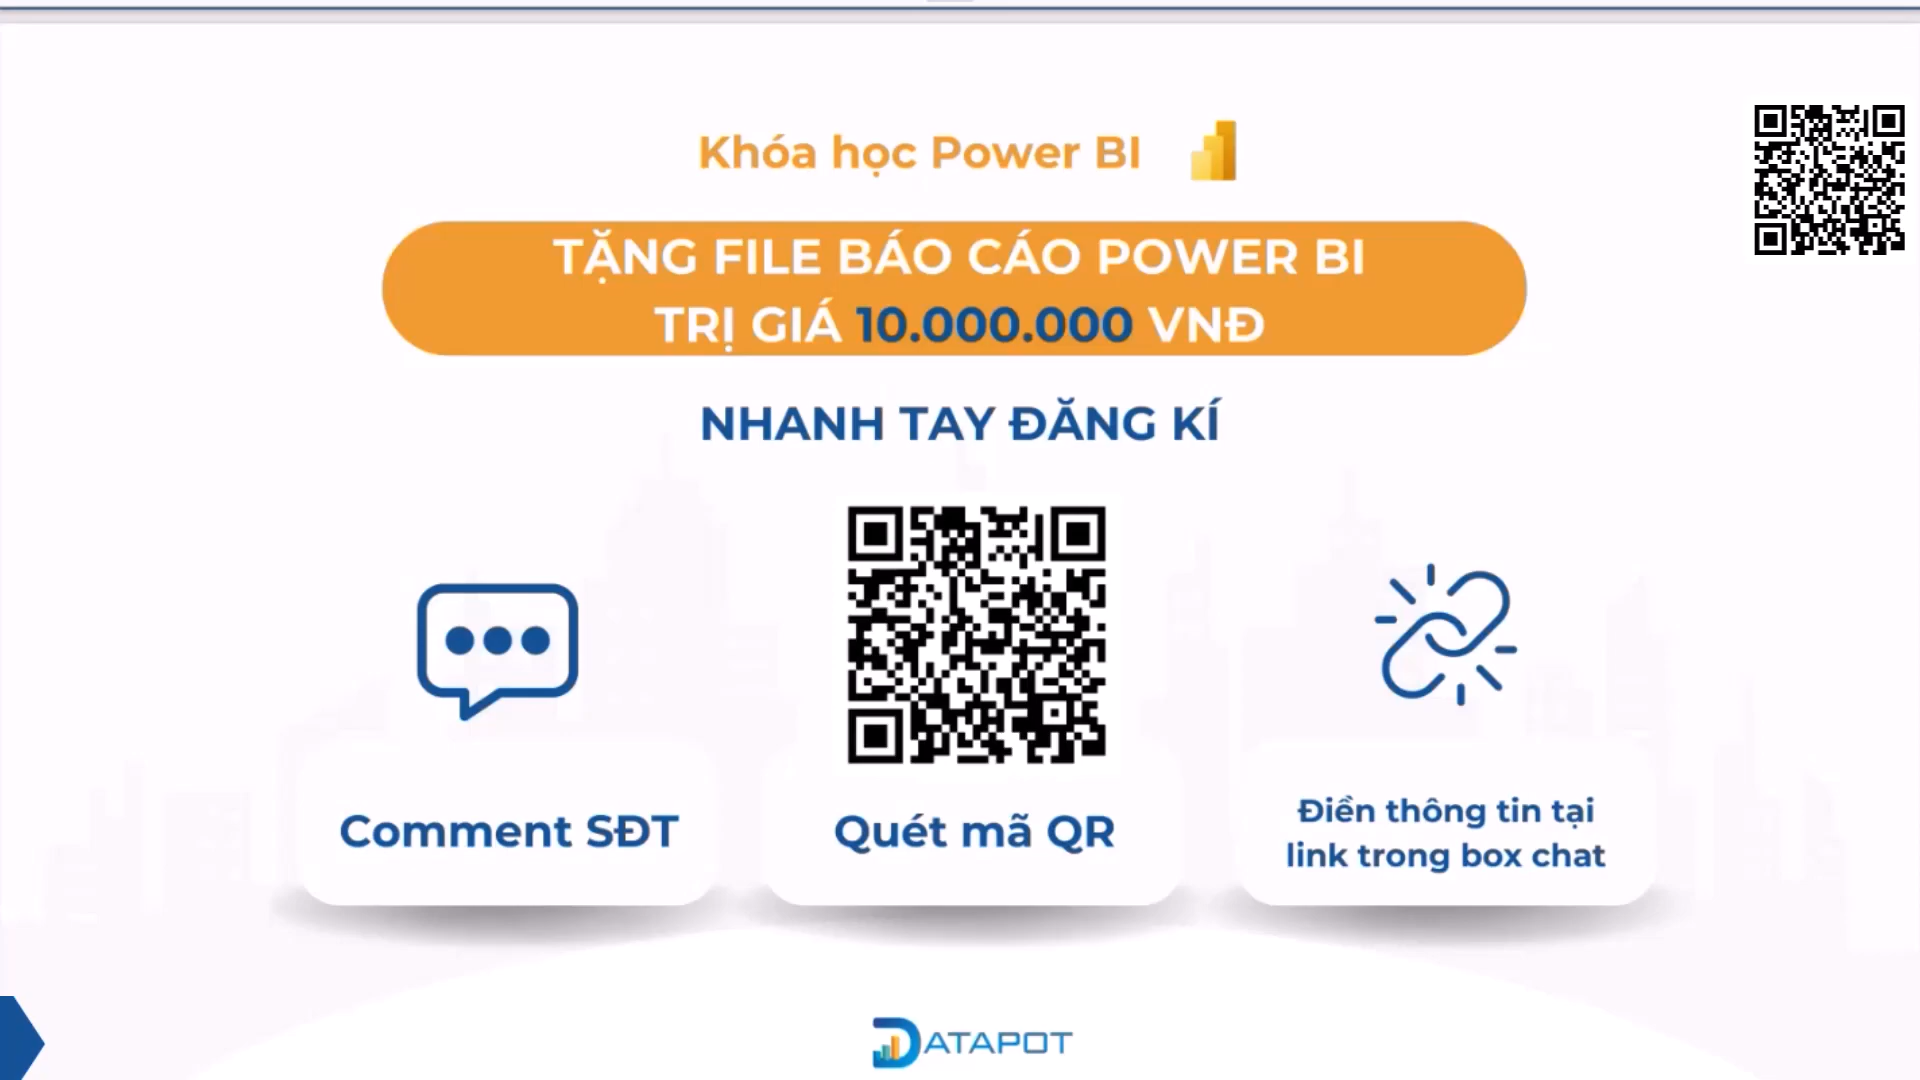 Khóa học Power BI
TẶNG FILE BÁO CÁO POWER BI
TRỊ GIÁ 10.000.000 VNĐ
NHANH TAY ĐĂNG KÍ
Comment SĐT
Quét mã QR
Điền thông tin tại
link trong box chat
DATAPOT